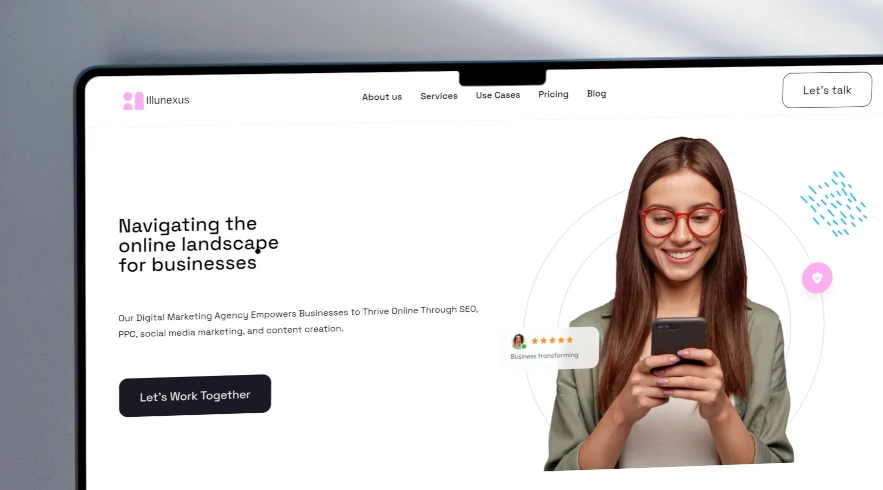 Illunexus
About us
Services
Use Cases
Pricing
Blog
Let's talk
Navigating the
online landscape
for businesses
Our Digital Marketing Agency Empowers Businesses to Thrive Online Through SEO,
PPC, social media marketing, and content creation.
Business transforming
Let's Work Together